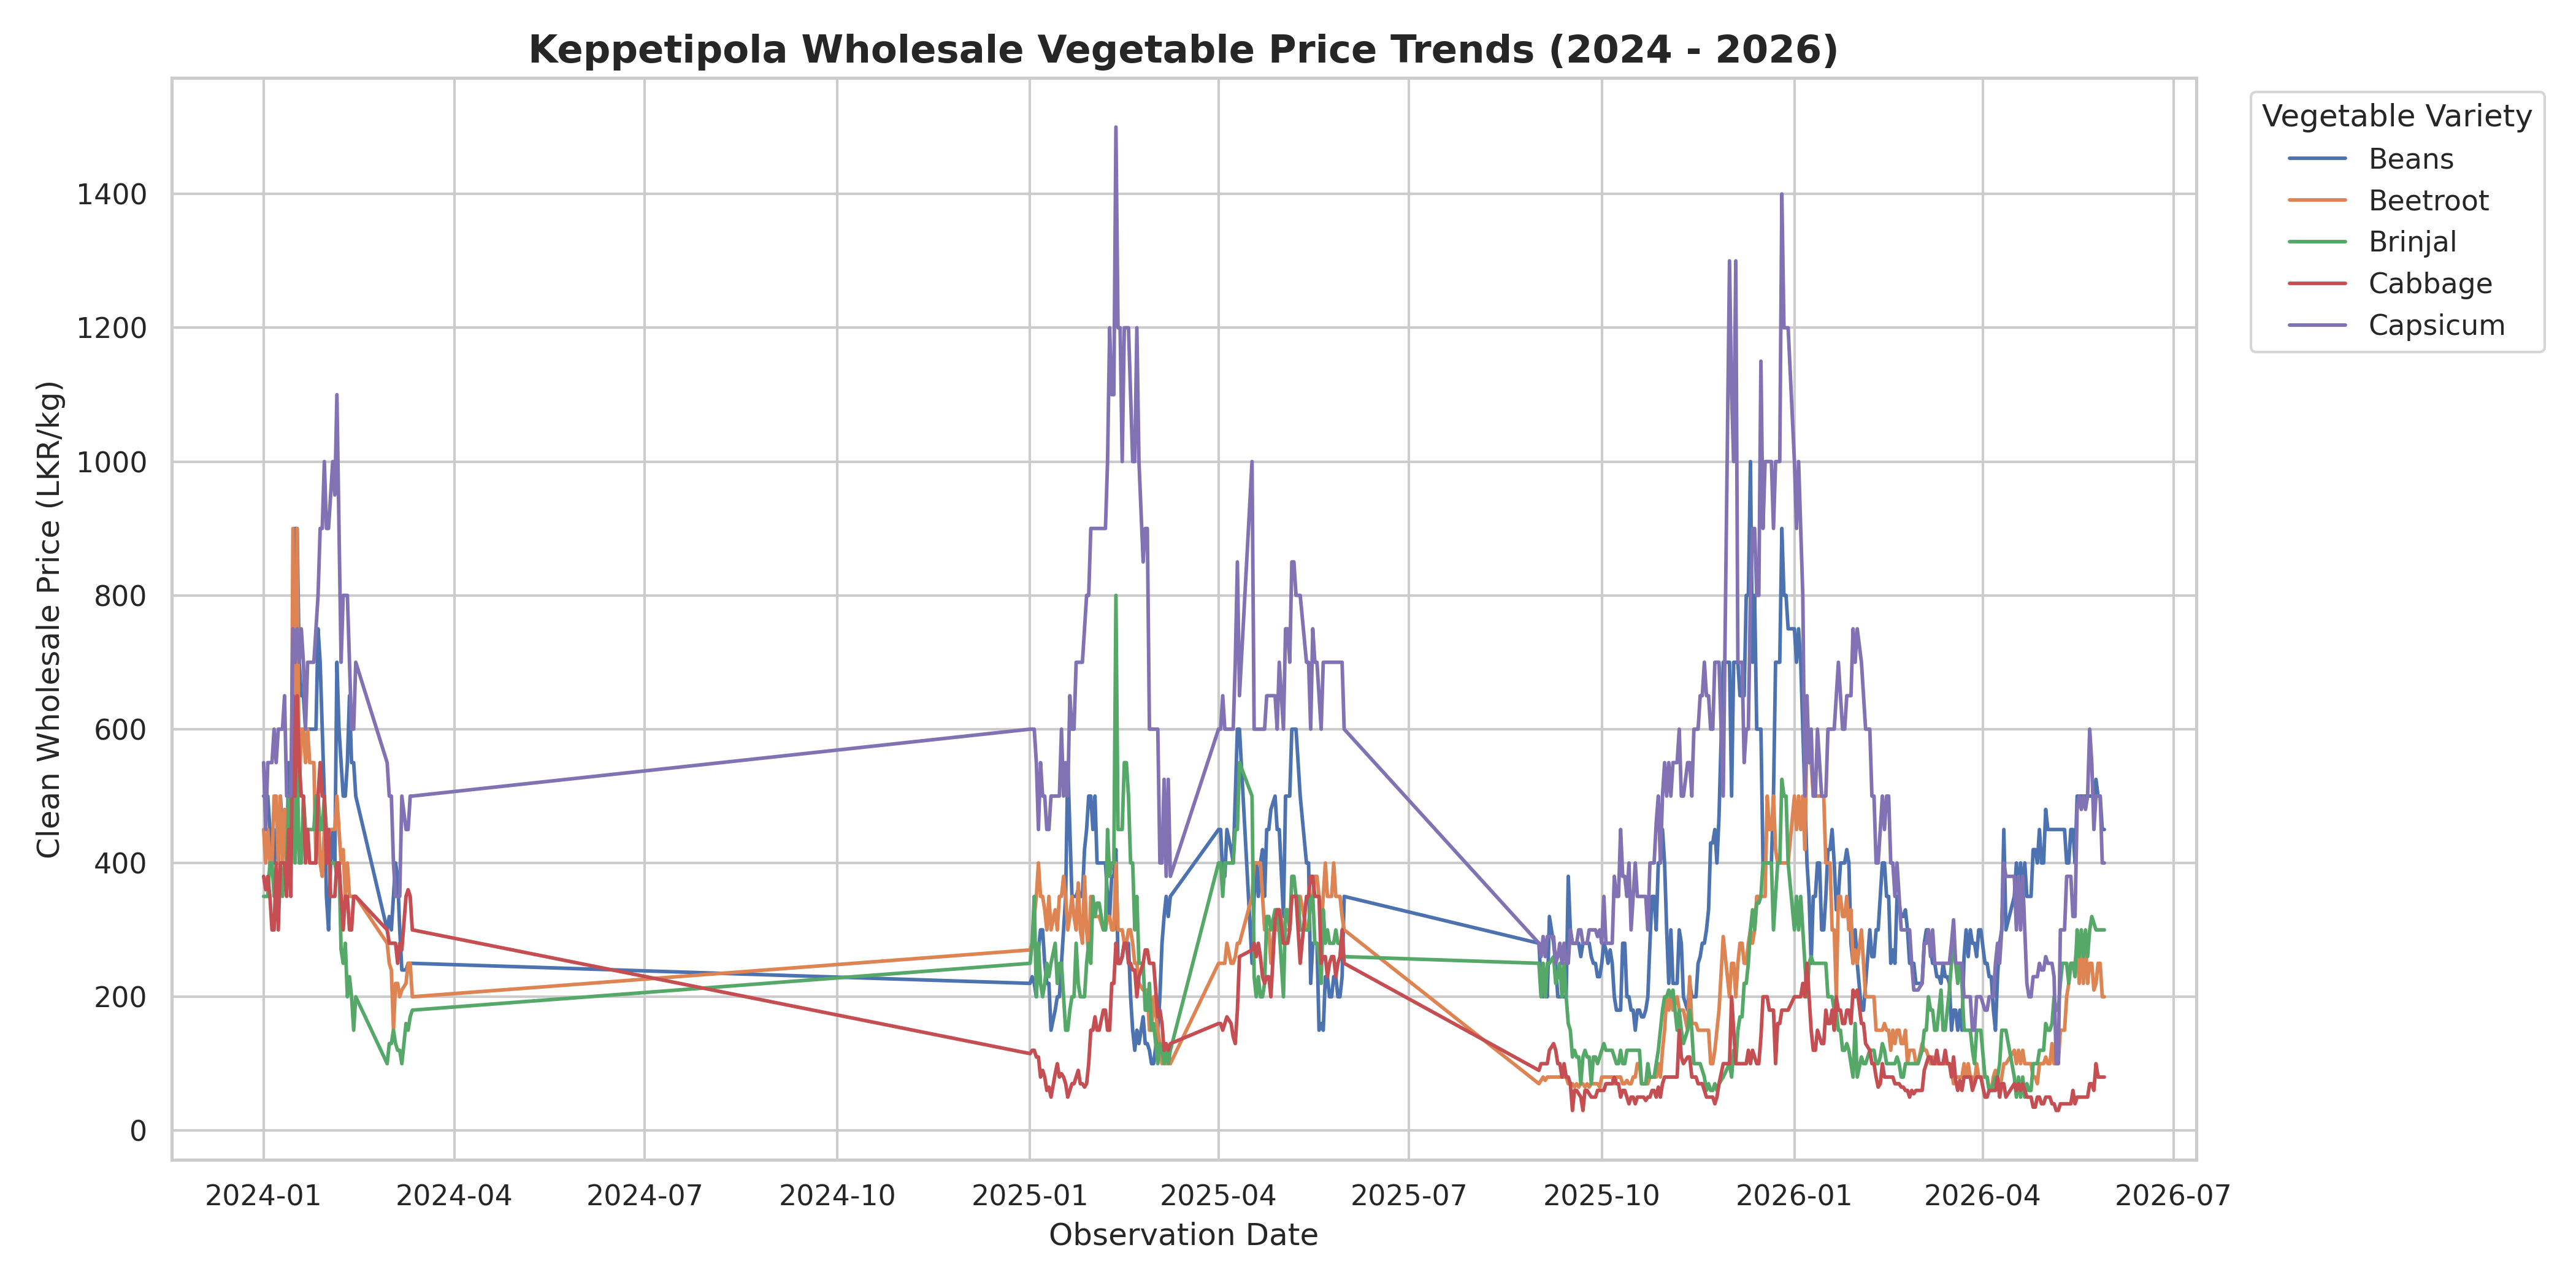 Keppetipola Wholesale Vegetable Price Trends (2024 - 2026)
Clean Wholesale Price (LKR/kg)
1400
1200
1000
800
600
400
200
0
2024-01 2024-04 2024-07 2024-10 2025-01 2025-04 2025-07 2025-10 2026-01 2026-04 2026-07
Observation Date
Vegetable Variety
Beans
Beetroot
Brinjal
Cabbage
Capsicum